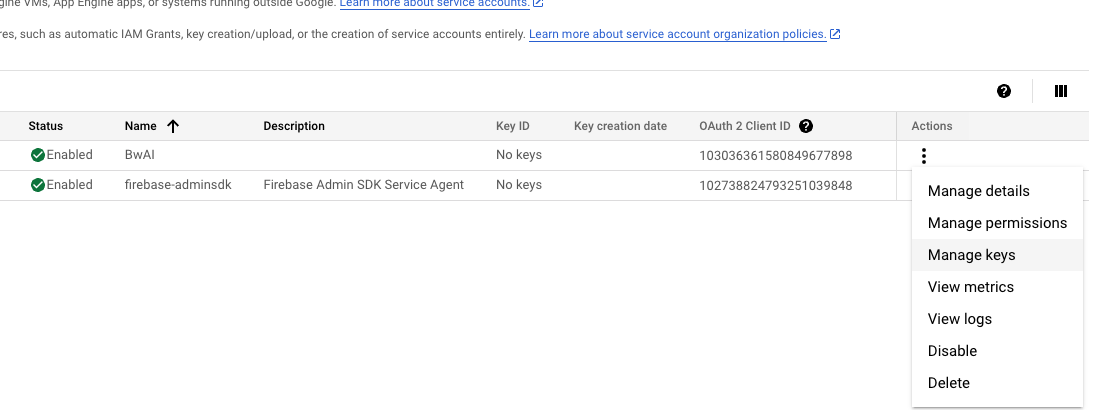 gine VMs, App Engine apps, or systems running outside Google. Learn more about service accounts.
res, such as automatic IAM Grants, key creation/upload, or the creation of service accounts entirely. Learn more about service account organization policies.
Status Name Description Key ID Key creation date OAuth 2 Client ID Actions
Enabled BwAI No keys 103036361580849677898
Enabled firebase-adminsdk Firebase Admin SDK Service Agent No keys 102738824793251039848
Manage details
Manage permissions
Manage keys
View metrics
View logs
Disable
Delete